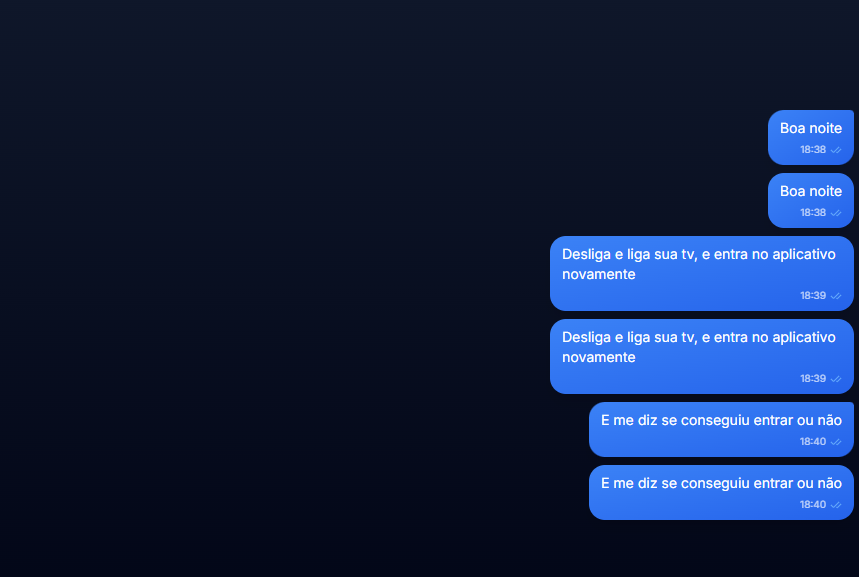 Boa noite
18:38
Boa noite
18:38
Desliga e liga sua tv, e entra no aplicativo
novamente
18:39
Desliga e liga sua tv, e entra no aplicativo
novamente
18:39
E me diz se conseguiu entrar ou não
18:40
E me diz se conseguiu entrar ou não
18:40